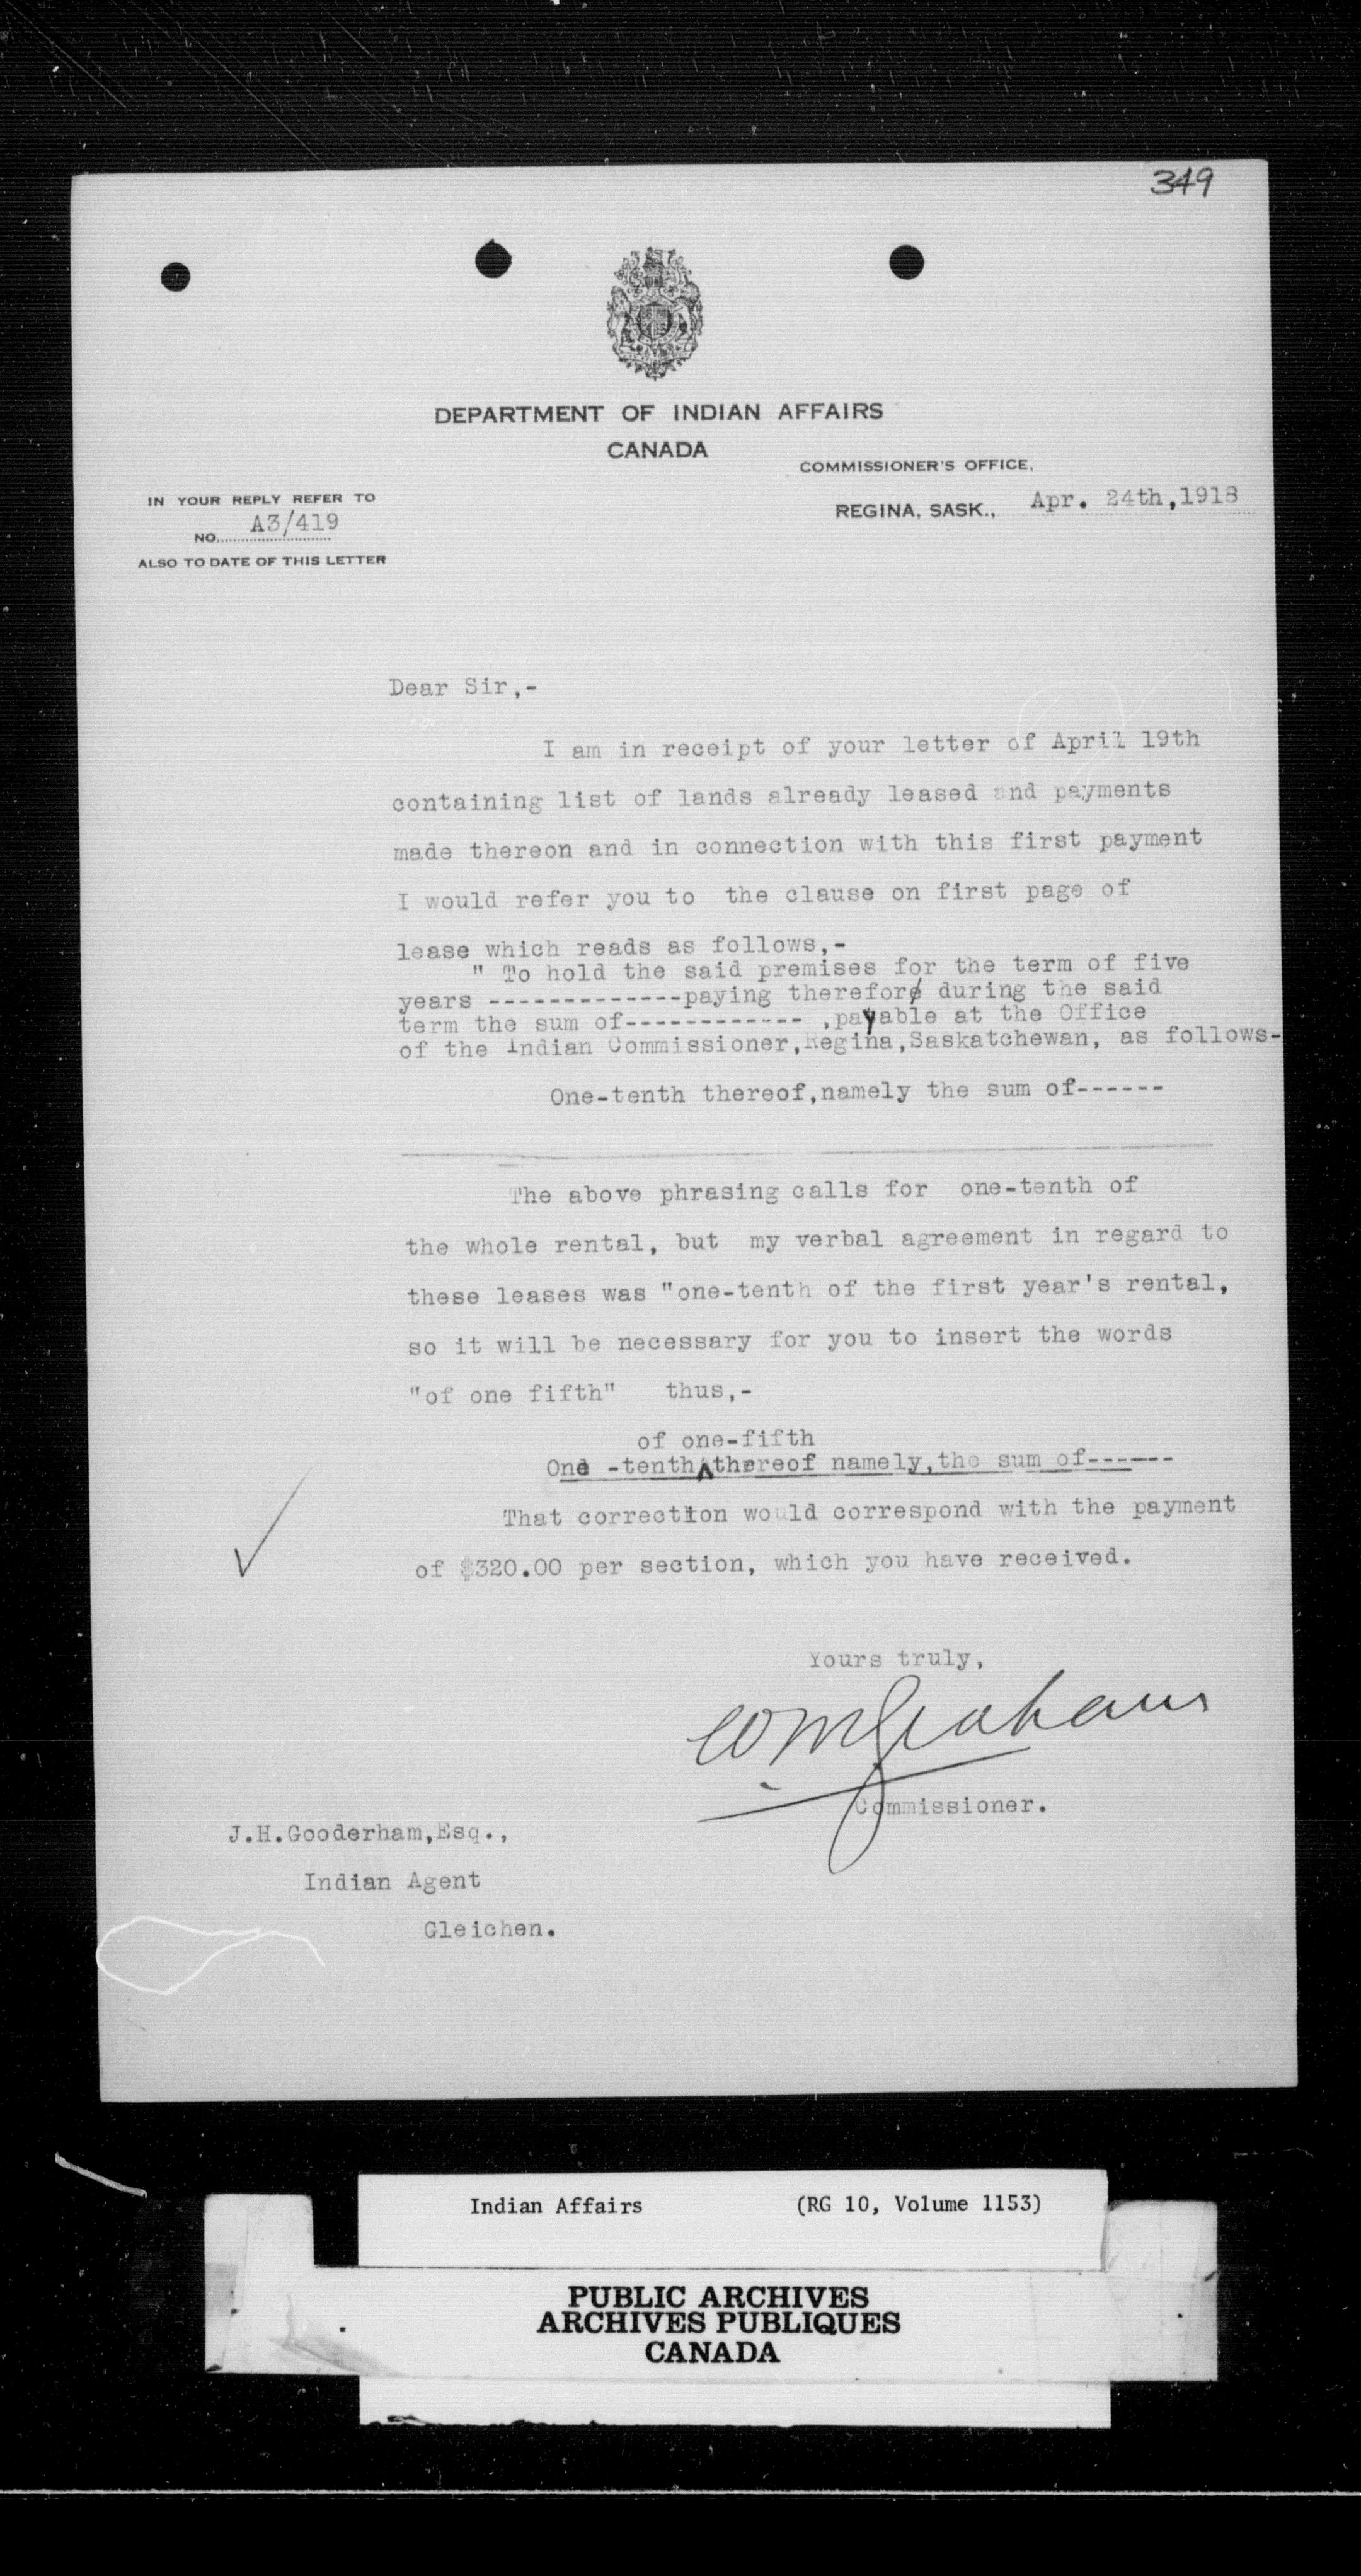 349
DEPARTMENT OF INDIAN AFFAIRS
CANADA
COMMISSIONER'S OFFICE,
REGINA, SASK., Apr. 24th,1918
IN YOUR REPLY REFER TO
NO. A3/419
ALSO TO DATE OF THIS LETTER
Dear Sir,-
I am in receipt of your letter of April 19th
containing list of lands already leased and payments
made thereon and in connection with this first payment
I would refer you to the clause on first page of
lease which reads as follows,-
" To hold the said premises for the term of five
years -------------paying therefore during the said
term the sum of------------ ,payable at the Office
of the Indian Commissioner,Regina,Saskatchewan, as follows-
One-tenth thereof,namely the sum of------
The above phrasing calls for one-tenth of
the whole rental, but my verbal agreement in regard to
these leases was "one-tenth of the first year's rental,
so it will be necessary for you to insert the words
"of one fifth" thus,-
of one-fifth
One -tenth^thereof namely,the sum of------
That correction would correspond with the payment
of $320.00 per section, which you have received.
Yours truly,
WMGraham
Commissioner.
J.H.Gooderham,Esq.,
Indian Agent
Gleichen.
Indian Affairs (RG 10, Volume 1153)
PUBLIC ARCHIVES
ARCHIVES PUBLIQUES
CANADA